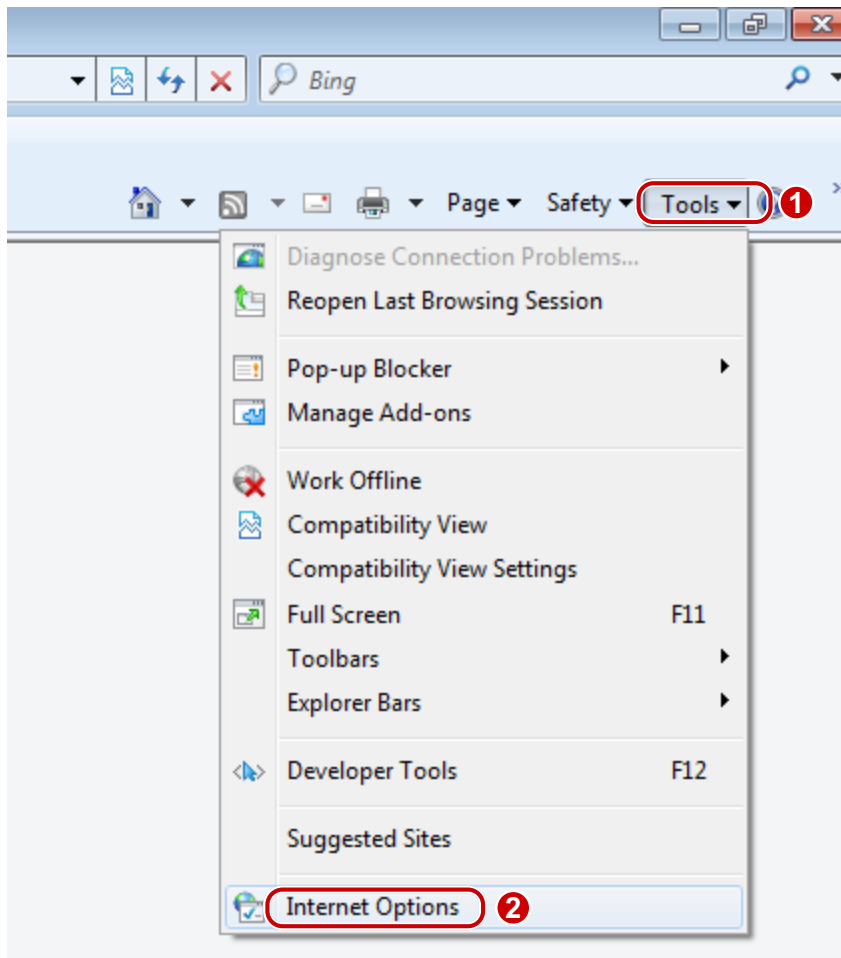 Bing
Page Safety Tools 1
Diagnose Connection Problems...
Reopen Last Browsing Session
Pop-up Blocker
Manage Add-ons
Work Offline
Compatibility View
Compatibility View Settings
Full Screen F11
Toolbars
Explorer Bars
Developer Tools F12
Suggested Sites
Internet Options 2